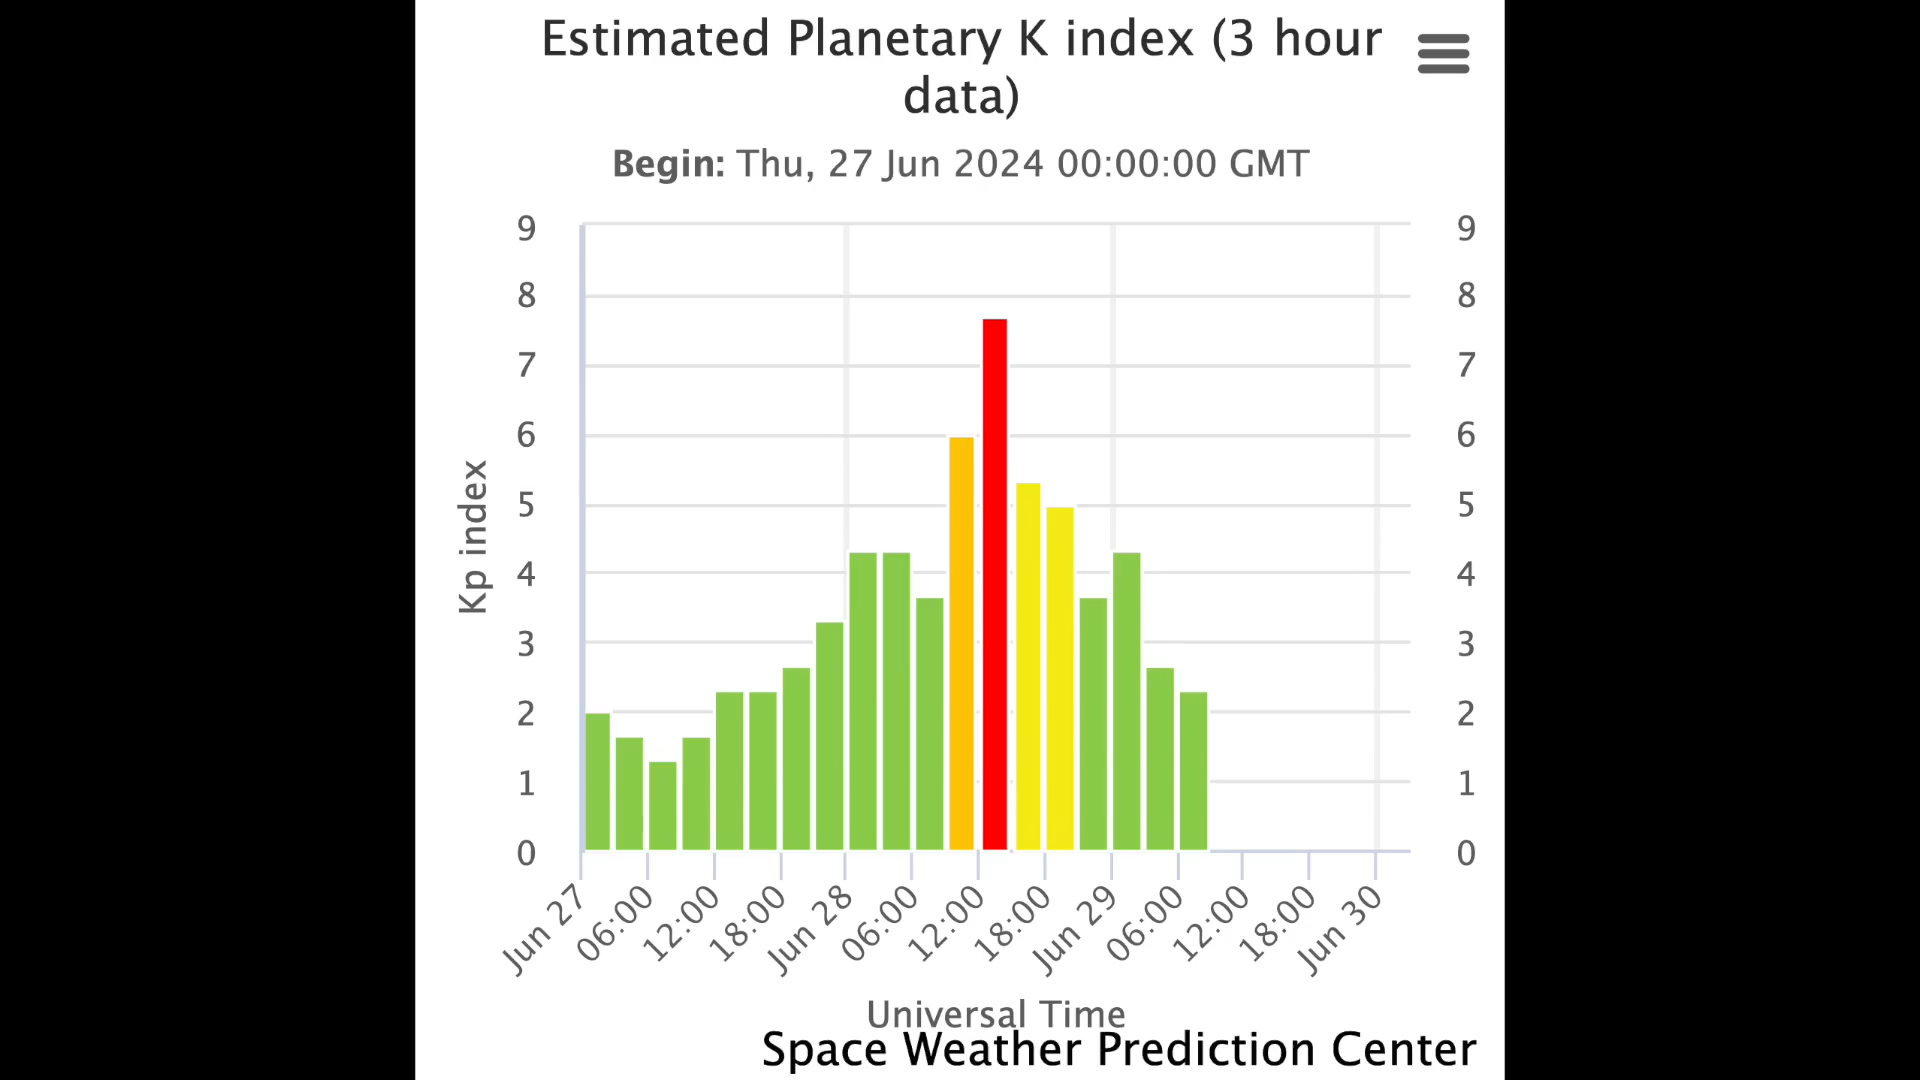 Estimated Planetary K index (3 hour
data)
Begin: Thu, 27 Jun 2024 00:00:00 GMT
9
8
7
6
5
4
3
2
1
0
Kp index
9
8
7
6
5
4
3
2
1
0
Jun 27
06:00
12:00
18:00
Jun 28
06:00
12:00
18:00
Jun 29
06:00
12:00
18:00
Jun 30
Universal Time
Space Weather Prediction Center